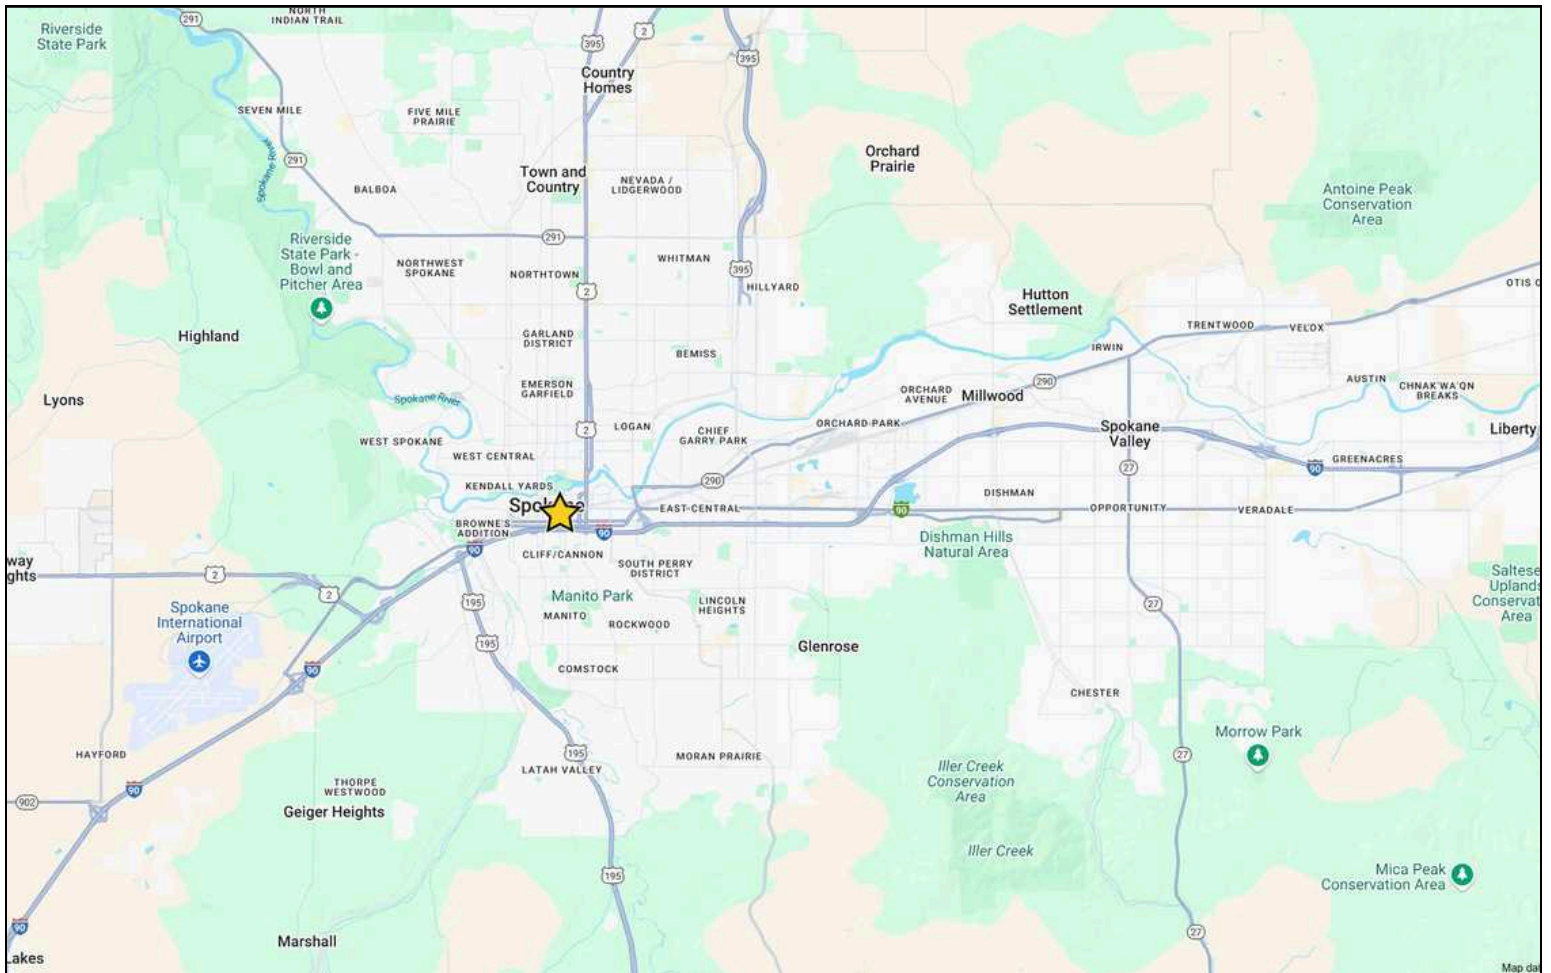 291
NORTH
INDIAN TRAIL
Riverside
State Park
395
2
395
Country
Homes
SEVEN MILE
FIVE MILE
PRAIRIE
Spokane River
291
Orchard
Prairie
Town and
Country
NEVADA /
LIDGERWOOD
BALBOA
Antoine Peak
Conservation
Area
291
Riverside
State Park -
Bowl and
Pitcher Area
NORTHWEST
SPOKANE
NORTHTOWN
WHITMAN
395
HILLYARD
2
OTIS O
Hutton
Settlement
Highland
GARLAND
DISTRICT
TRENTWOOD
VELOX
IRWIN
BEMISS
290
AUSTIN
CHNAK'WA'QN
BREAKS
Lyons
EMERSON
GARFIELD
Spokane River
ORCHARD
AVENUE
Millwood
ORCHARD PARK
2
LOGAN
CHIEF
GARRY PARK
Spokane
Valley
Liberty
WEST SPOKANE
WEST CENTRAL
GREENACRES
27
90
KENDALL YARDS
290
DISHMAN
Spokane
EAST CENTRAL
90
OPPORTUNITY
VERADALE
BROWNE'S
ADDITION
90
90
CLIFF/CANNON
Dishman Hills
Natural Area
way
ghts
2
2
SOUTH PERRY
DISTRICT
Saltese
Uplands
Conservat
Area
Manito Park
195
LINCOLN
HEIGHTS
27
Spokane
International
Airport
MANITO
ROCKWOOD
195
Glenrose
90
COMSTOCK
CHESTER
Morrow Park
HAYFORD
195
LATAH VALLEY
MORAN PRAIRIE
27
Iller Creek
Conservation
Area
90
THORPE
WESTWOOD
Geiger Heights
902
Iller Creek
195
Mica Peak
Conservation Area
90
27
Marshall
Lakes
Map dat